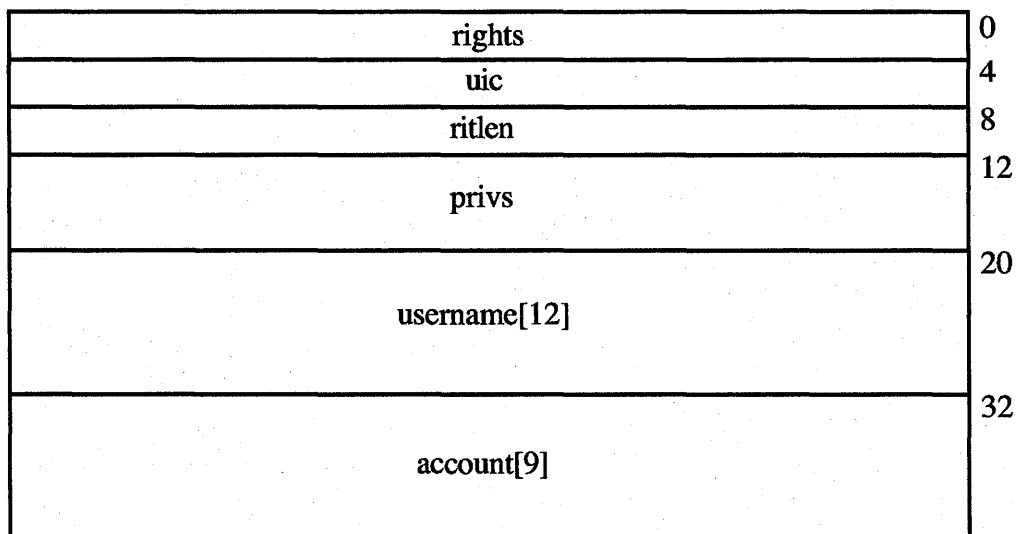 rights
0
uic
4
ritlen
8
privs
12
username[12]
20
account[9]
32